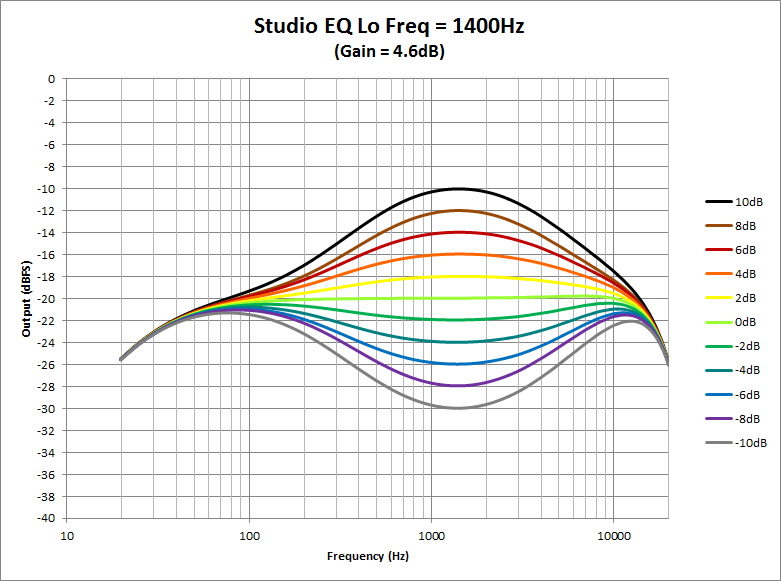 Studio EQ Lo Freq = 1400Hz
(Gain = 4.6dB)
Output (dBFS)
0
-2
-4
-6
-8
-10
-12
-14
-16
-18
-20
-22
-24
-26
-28
-30
-32
-34
-36
-38
-40
10
100
1000
10000
Frequency (Hz)
10dB
8dB
6dB
4dB
2dB
0dB
-2dB
-4dB
-6dB
-8dB
-10dB